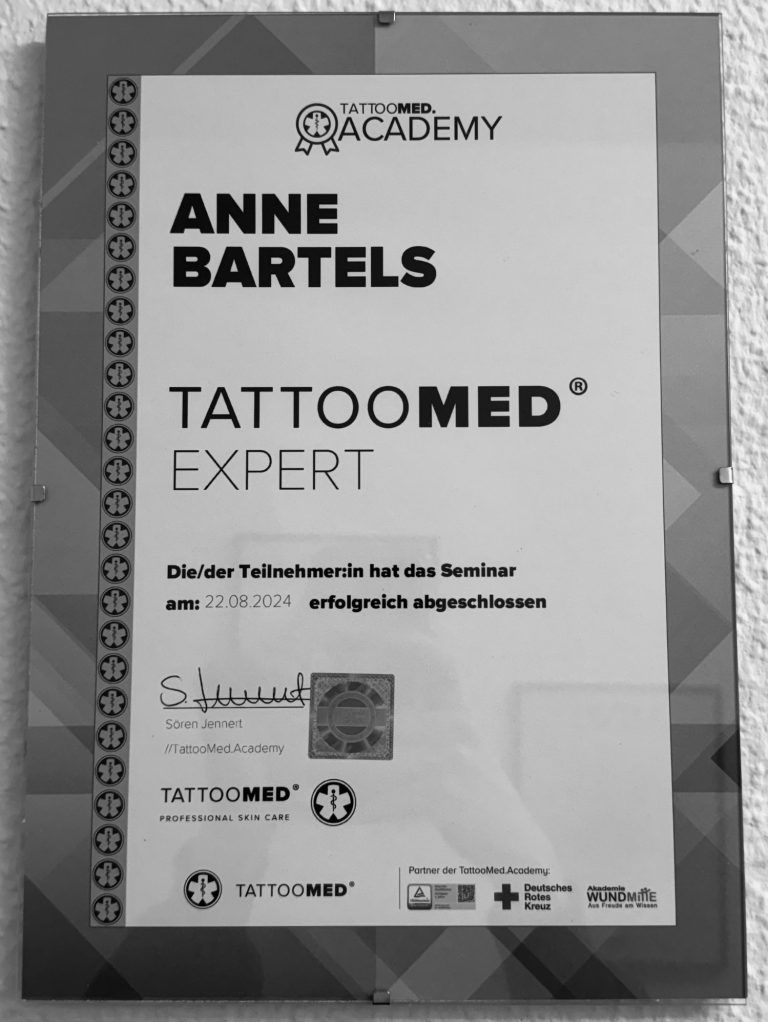 TATTOOMED.
ACADEMY
ANNE
BARTELS
TATTOOMED®
EXPERT
Die/der Teilnehmer:in hat das Seminar
am: 22.08.2024 erfolgreich abgeschlossen
S. Jennert
Sören Jennert
//TattooMed.Academy
TATTOOMED®
PROFESSIONAL SKIN CARE
TATTOOMED®
Partner der TattooMed.Academy:
Deutsches
Rotes
Kreuz
Akademie
WUNDMiTTE
Aus Freude am Wissen